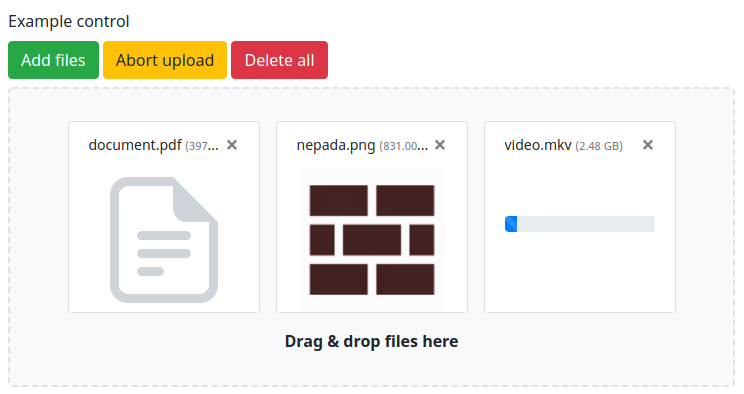 Example control
Add files Abort upload Delete all
document.pdf (397... × nepada.png (831.00... × video.mkv (2.48 GB) ×
Drag & drop files here